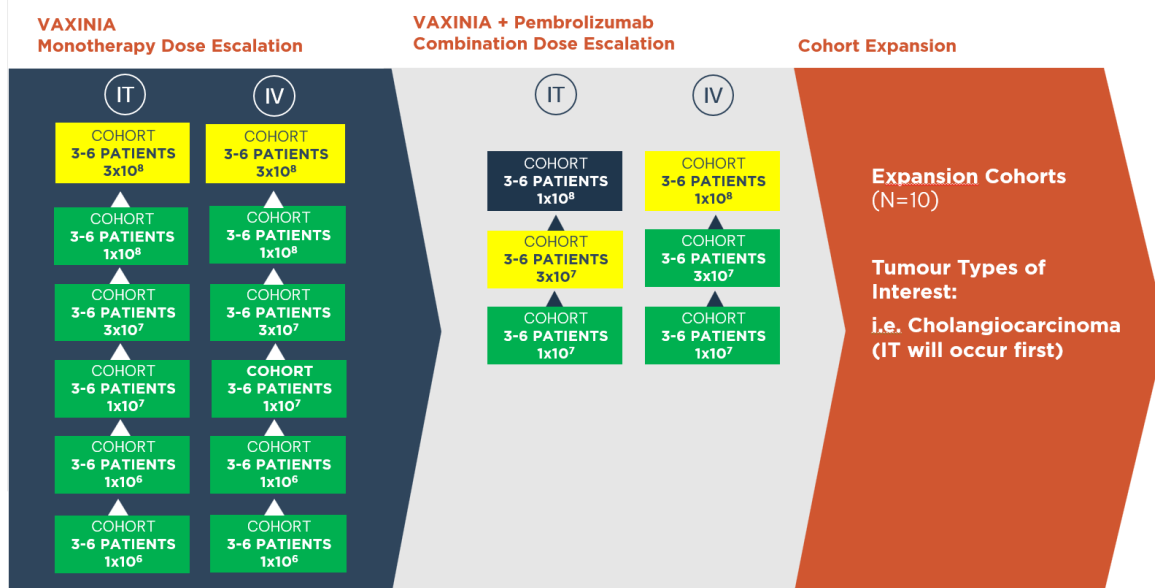 VAXINIA
Monotherapy Dose Escalation
IT
IV
COHORT
3-6 PATIENTS
3x10⁸
COHORT
3-6 PATIENTS
3x10⁸
COHORT
3-6 PATIENTS
1x10⁸
COHORT
3-6 PATIENTS
1x10⁸
COHORT
3-6 PATIENTS
3x10⁷
COHORT
3-6 PATIENTS
3x10⁷
COHORT
3-6 PATIENTS
1x10⁷
COHORT
3-6 PATIENTS
1x10⁷
COHORT
3-6 PATIENTS
1x10⁶
COHORT
3-6 PATIENTS
1x10⁶
COHORT
3-6 PATIENTS
1x10⁶
COHORT
3-6 PATIENTS
1x10⁶
VAXINIA + Pembrolizumab
Combination Dose Escalation
IT
IV
COHORT
3-6 PATIENTS
1x10⁸
COHORT
3-6 PATIENTS
1x10⁸
COHORT
3-6 PATIENTS
3x10⁷
COHORT
3-6 PATIENTS
3x10⁷
COHORT
3-6 PATIENTS
1x10⁷
COHORT
3-6 PATIENTS
1x10⁷
Cohort Expansion
Expansion Cohorts
(N=10)
Tumour Types of
Interest:
i.e. Cholangiocarcinoma
(IT will occur first)